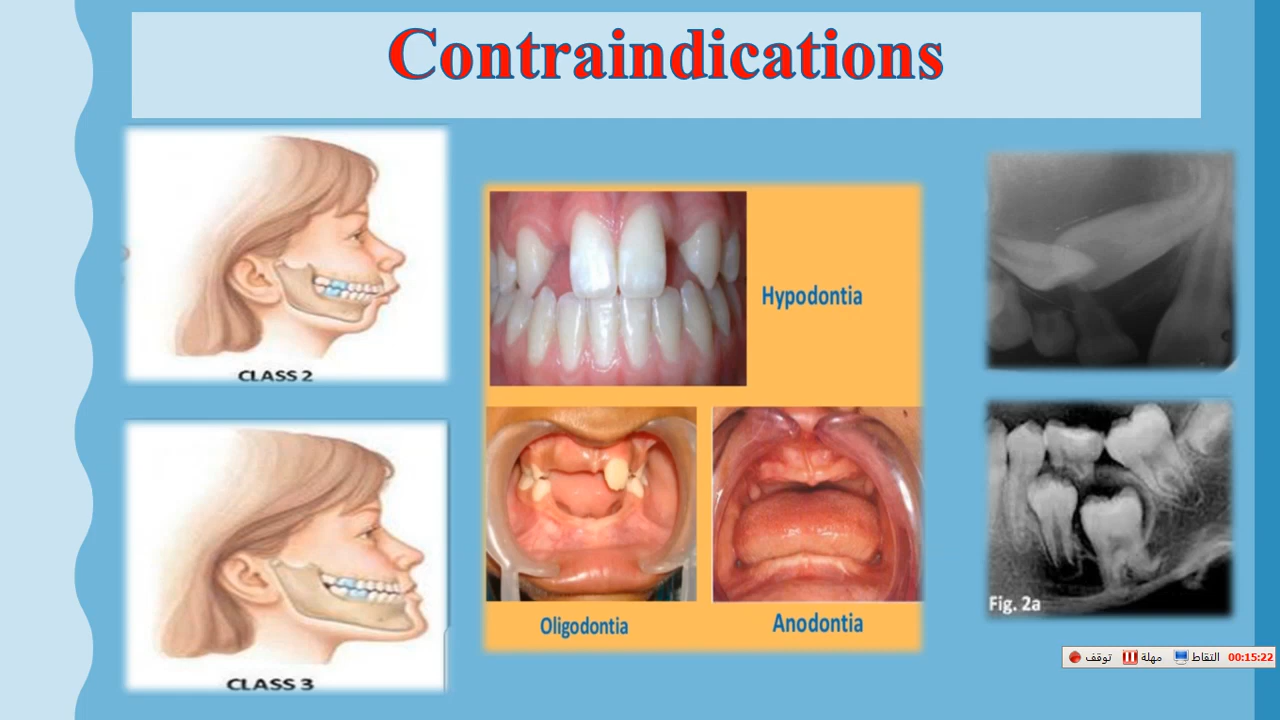 Contraindications
CLASS 2
CLASS 3
Hypodontia
Oligodontia
Anodontia
Fig. 2a
توقف مهلة التقاط 00:15:22